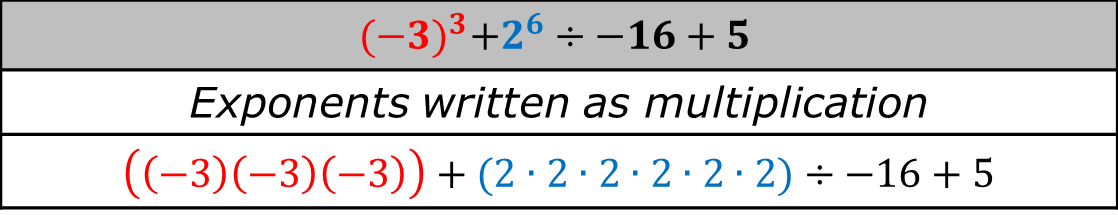 (−3)³+2⁶ ÷ −16 + 5
Exponents written as multiplication
((−3)(−3)(−3)) + (2 · 2 · 2 · 2 · 2 · 2) ÷ −16 + 5